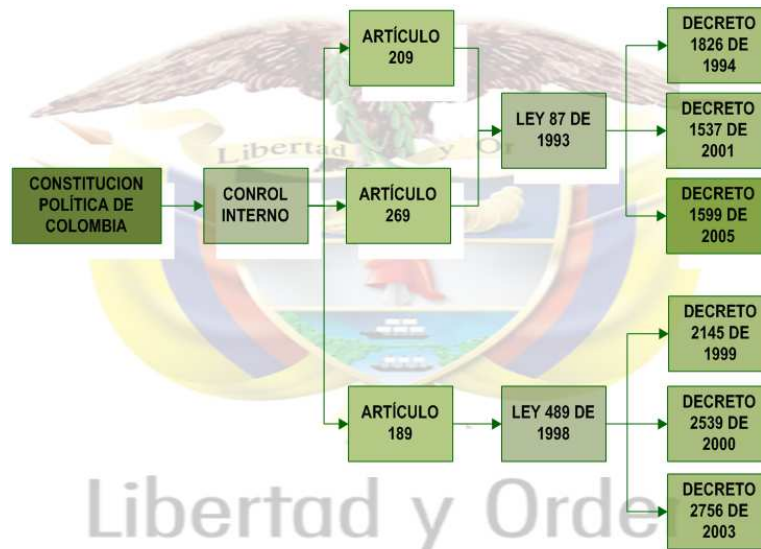 CONSTITUCION
POLÍTICA DE
COLOMBIA
CONROL
INTERNO
ARTÍCULO
209
ARTÍCULO
269
ARTÍCULO
189
LEY 87 DE
1993
LEY 489 DE
1998
DECRETO
1826 DE
1994
DECRETO
1537 DE
2001
DECRETO
1599 DE
2005
DECRETO
2145 DE
1999
DECRETO
2539 DE
2000
DECRETO
2756 DE
2003
Libertad y Or
Libertad y Orden